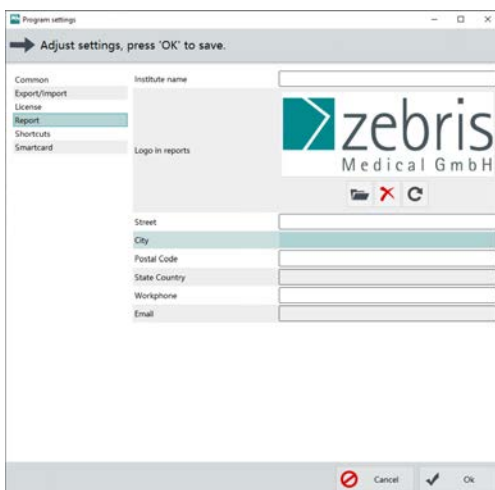 Program settings
Adjust settings, press 'OK' to save.
Common
Export/Import
License
Report
Shortcuts
Smartcard
Institute name
Logo in reports
zebris
Medical GmbH
Street
City
Postal Code
State Country
Workphone
Email
Cancel
Ok